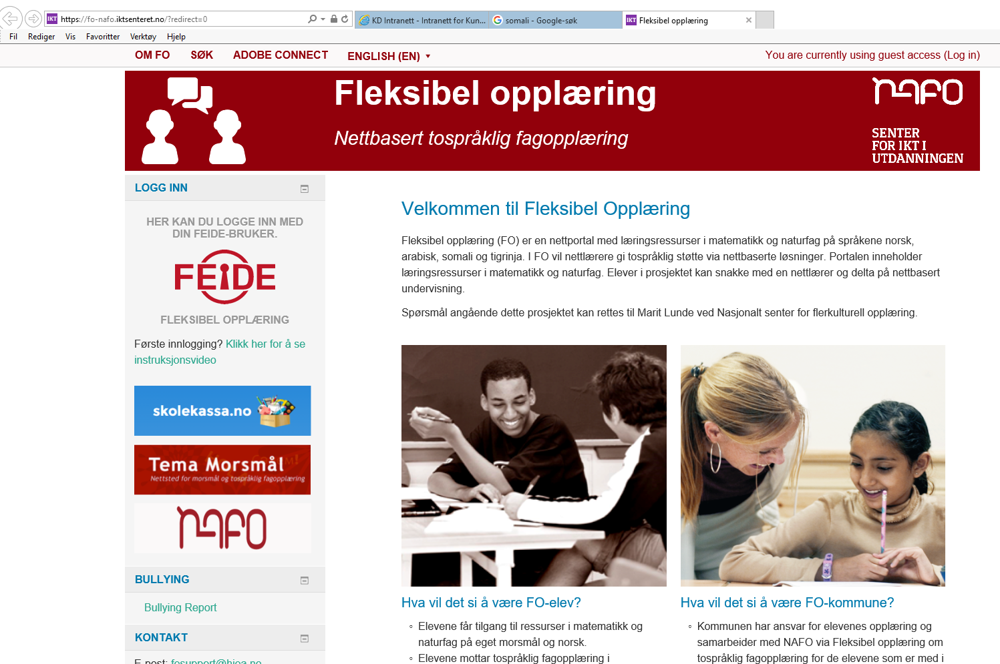 https://fo-nafo.iktsenteret.no/?redirect=0
KD Intranett - Intranett for Kun...
somali - Google-søk
IKT Fleksibel opplæring
Fil Rediger Vis Favoritter Verktøy Hjelp
OM FO SØK ADOBE CONNECT ENGLISH (EN)
You are currently using guest access (Log in)
Fleksibel opplæring
Nettbasert tospråklig fagopplæring
NAFO
SENTER
FOR IKT I
UTDANNINGEN
LOGG INN
HER KAN DU LOGGE INN MED
DIN FEIDE-BRUKER.
FEIDE
FLEKSIBEL OPPLÆRING
Første innlogging? Klikk her for å se
instruksjonsvideo
skolekassa.no
Tema Morsmål
Nettsted for morsmål og tospråklig fagopplæring
NAFO
BULLYING
Bullying Report
KONTAKT
E-post: fosupport@hioa.no
Velkommen til Fleksibel Opplæring
Fleksibel opplæring (FO) er en nettportal med læringsressurser i matematikk og naturfag på språkene norsk,
arabisk, somali og tigrinja. I FO vil nettlærere gi tospråklig støtte via nettbaserte løsninger. Portalen inneholder
læringsressurser i matematikk og naturfag. Elever i prosjektet kan snakke med en nettlærer og delta på nettbasert
undervisning.
Spørsmål angående dette prosjektet kan rettes til Marit Lunde ved Nasjonalt senter for flerkulturell opplæring.
Hva vil det si å være FO-elev?
Elevene får tilgang til ressurser i matematikk og
naturfag på eget morsmål og norsk.
Elevene mottar tospråklig fagopplæring i
Hva vil det si å være FO-kommune?
Kommunen har ansvar for elevenes opplæring og
samarbeider med NAFO via Fleksibel opplæring om
tospråklig fagopplæring for de elevene som er med i